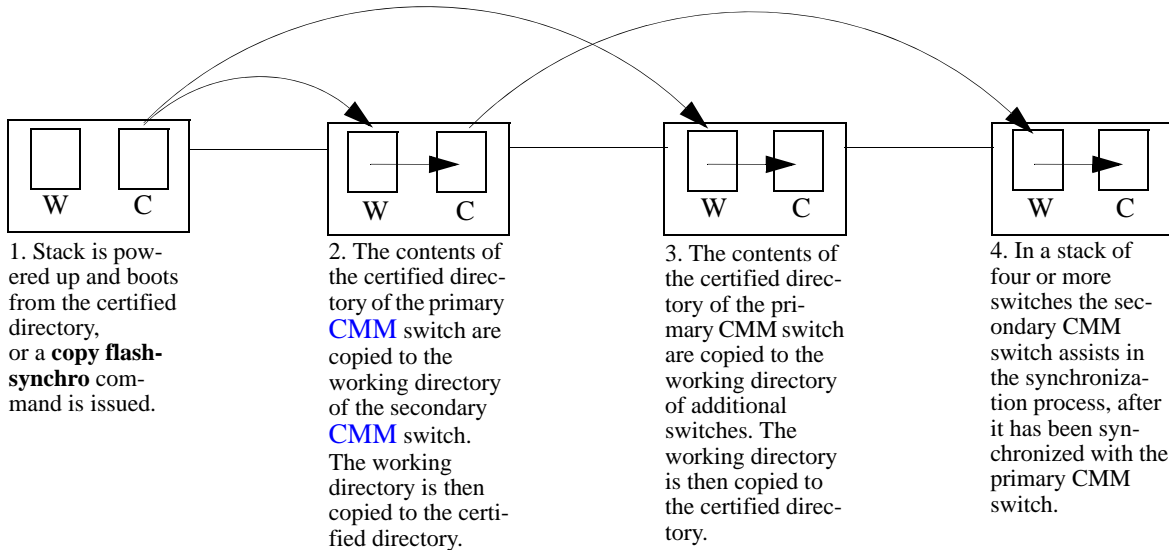 W C
W C
W C
W C
1. Stack is pow-
ered up and boots
from the certified
directory,
or a copy flash-
synchro com-
mand is issued.
2. The contents of
the certified direc-
tory of the primary
CMM switch are
copied to the
working directory
of the secondary
CMM switch.
The working
directory is then
copied to the certi-
fied directory.
3. The contents of
the certified direc-
tory of the pri-
mary CMM switch
are copied to the
working directory
of additional
switches. The
working directory
is then copied to
the certified direc-
tory.
4. In a stack of
four or more
switches the sec-
ondary CMM
switch assists in
the synchroniza-
tion process, after
it has been syn-
chronized with the
primary CMM
switch.